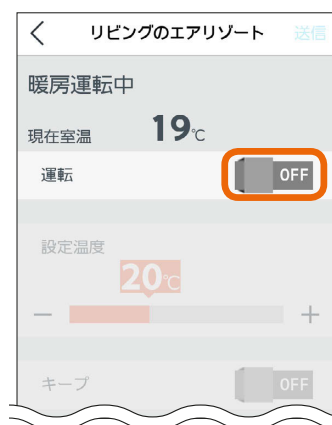 リビングのエアリゾート 送信
暖房運転中
現在室温 19℃
運転 OFF
設定温度
20℃
− +
キープ OFF